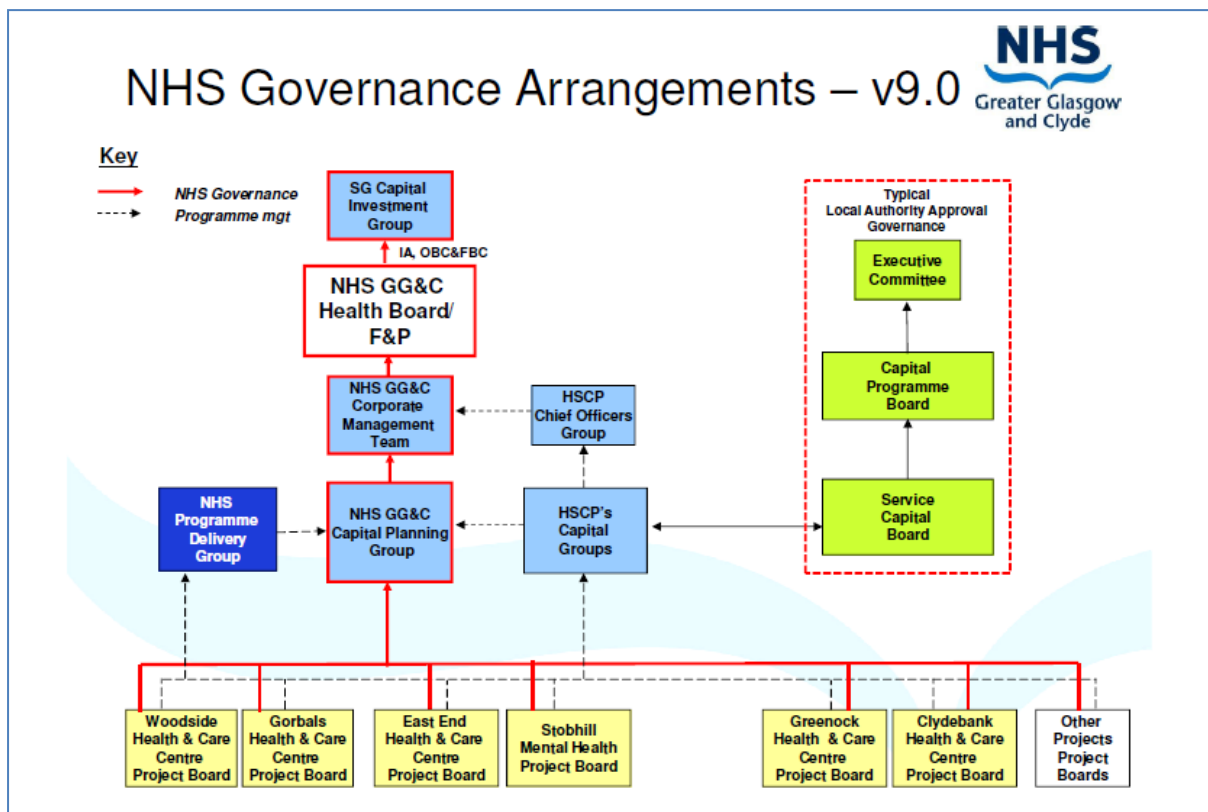 NHS Governance Arrangements – v9.0
NHS
Greater Glasgow
and Clyde
Key
NHS Governance
Programme mgt
SG Capital
Investment
Group
IA, OBC&FBC
NHS GG&C
Health Board/
F&P
NHS GG&C
Corporate
Management
Team
HSCP
Chief Officers
Group
NHS
Programme
Delivery
Group
NHS GG&C
Capital Planning
Group
HSCP's
Capital
Groups
Typical
Local Authority Approval
Governance
Executive
Committee
Capital
Programme
Board
Service
Capital
Board
Woodside
Health & Care
Centre
Project Board
Gorbals
Health & Care
Centre
Project Board
East End
Health & Care
Centre
Project Board
Stobhill
Mental Health
Project Board
Greenock
Health & Care
Centre
Project Board
Clydebank
Health & Care
Centre
Project Board
Other
Projects
Project
Boards